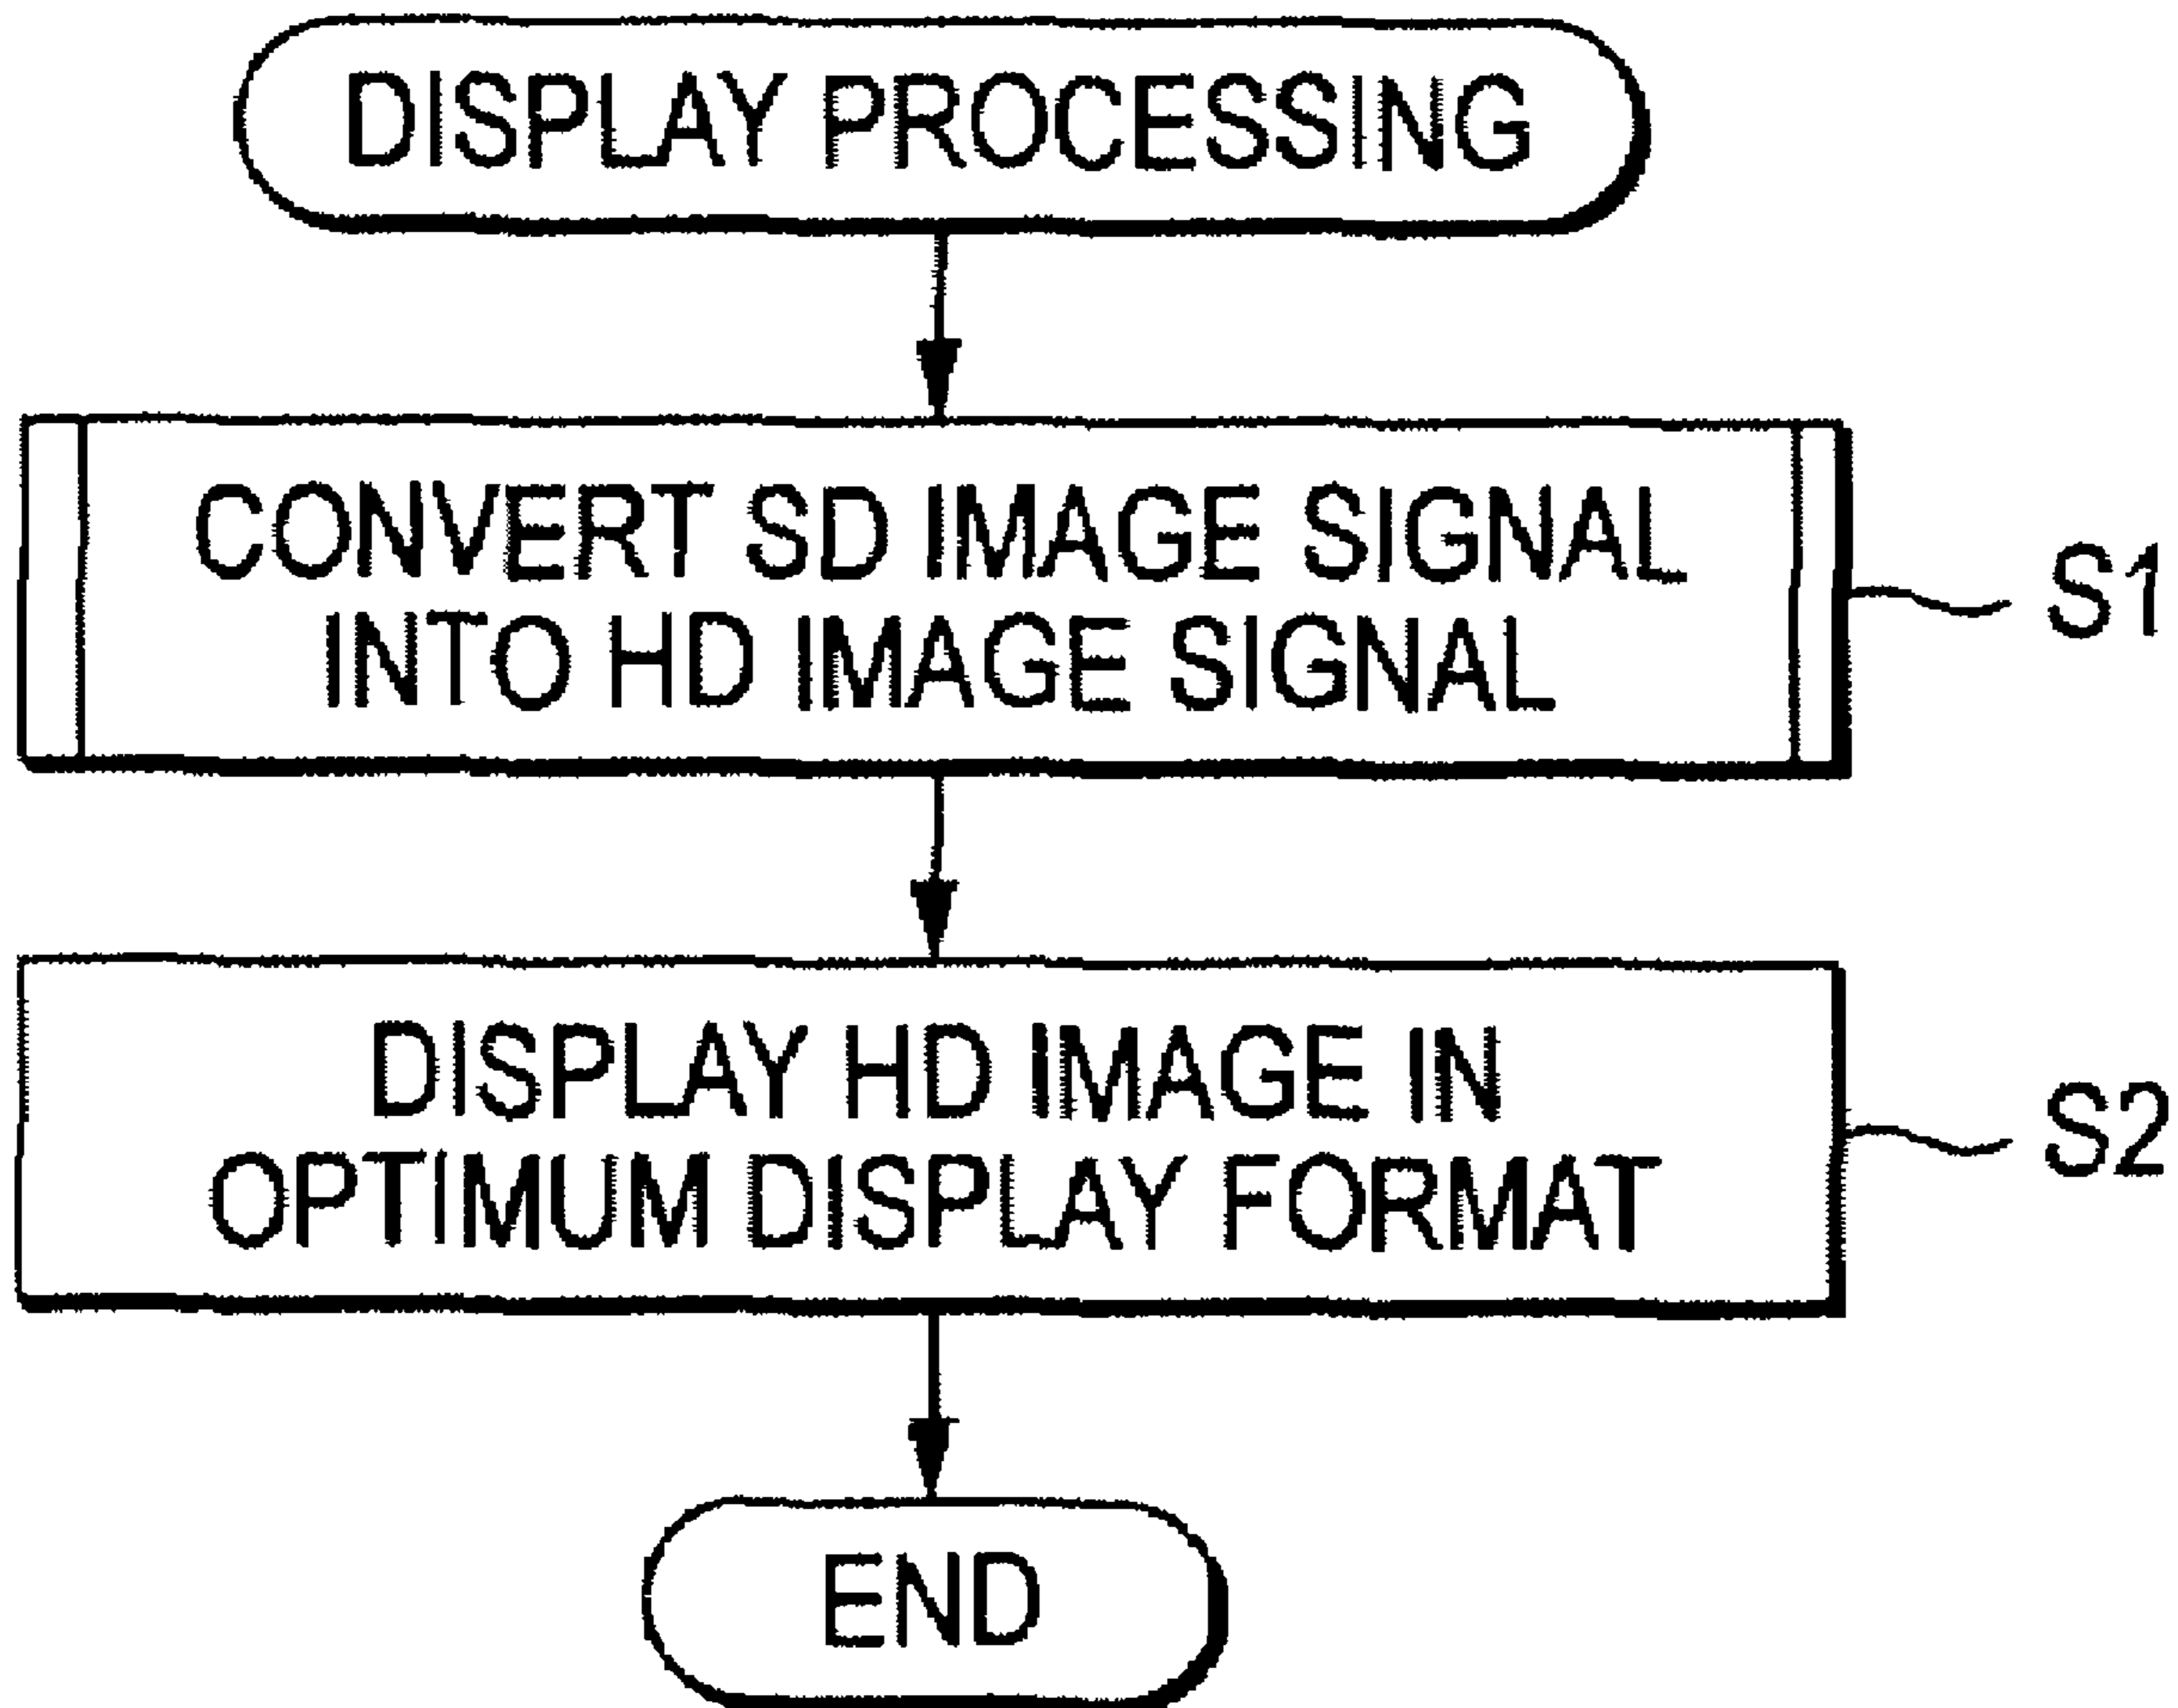 DISPLAY PROCESSING
CONVERT SD IMAGE SIGNAL
INTO HD IMAGE SIGNAL
S1
DISPLAY HD IMAGE IN
OPTIMUM DISPLAY FORMAT
S2
END